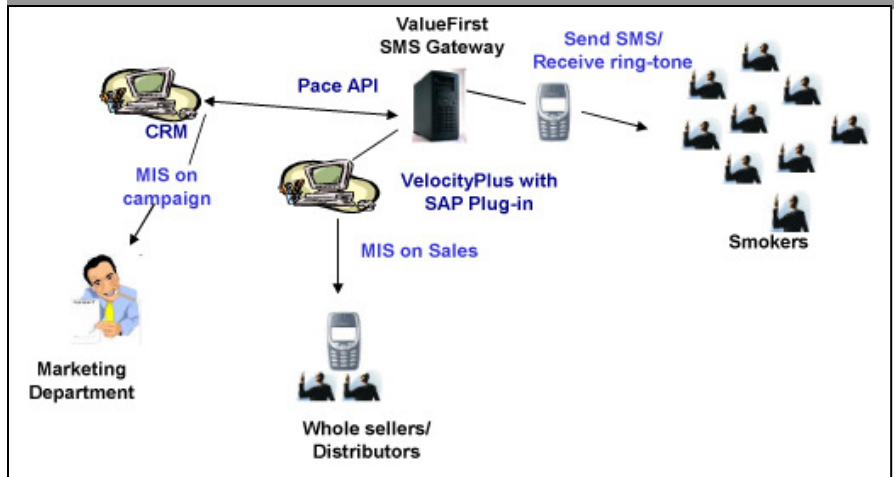 ValueFirst
SMS Gateway
Send SMS/
Receive ring-tone
Pace API
CRM
MIS on
campaign
VelocityPlus with
SAP Plug-in
MIS on Sales
Smokers
Marketing
Department
Whole sellers/
Distributors